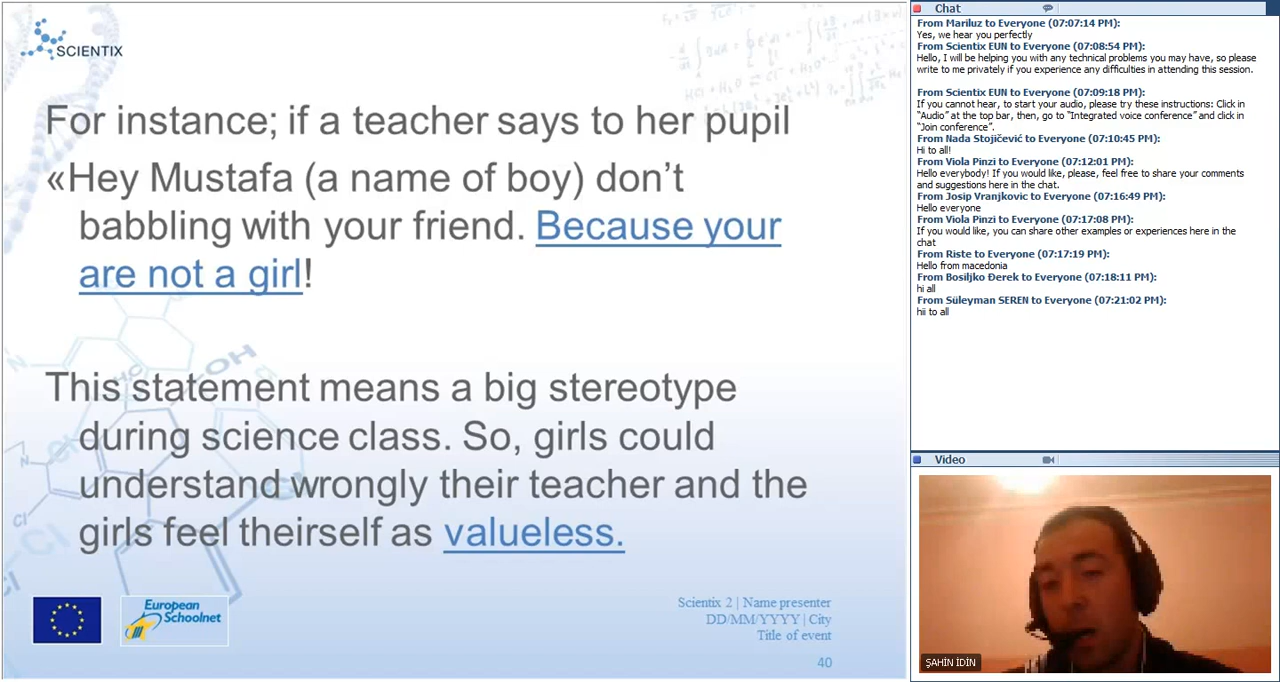 SCIENTIX
For instance; if a teacher says to her pupil
«Hey Mustafa (a name of boy) don't
babbling with your friend. Because your
are not a girl!
This statement means a big stereotype
during science class. So, girls could
understand wrongly their teacher and the
girls feel theirself as valueless.
European
Schoolnet
Scientix 2 | Name presenter
DD/MM/YYYY | City
Title of event
40
Chat
From Mariluz to Everyone (07:07:14 PM):
Yes, we hear you perfectly
From Scientix EUN to Everyone (07:08:54 PM):
Hello, I will be helping you with any technical problems you may have, so please
write to me privately if you experience any difficulties in attending this session.
From Scientix EUN to Everyone (07:09:18 PM):
If you cannot hear, to start your audio, please try these instructions: Click in
"Audio" at the top bar, then, go to "Integrated voice conference" and click in
"Join conference".
From Nada Stojičević to Everyone (07:10:45 PM):
Hi to all!
From Viola Pinzi to Everyone (07:12:01 PM):
Hello everybody! If you would like, please, feel free to share your comments
and suggestions here in the chat.
From Josip Vranjkovic to Everyone (07:16:49 PM):
Hello everyone
From Viola Pinzi to Everyone (07:17:08 PM):
If you would like, you can share other examples or experiences here in the
chat
From Riste to Everyone (07:17:19 PM):
Hello from macedonia
From Bosiljko Đerek to Everyone (07:18:11 PM):
hi all
From Süleyman SEREN to Everyone (07:21:02 PM):
hii to all
Video
ŞAHİN İDİN